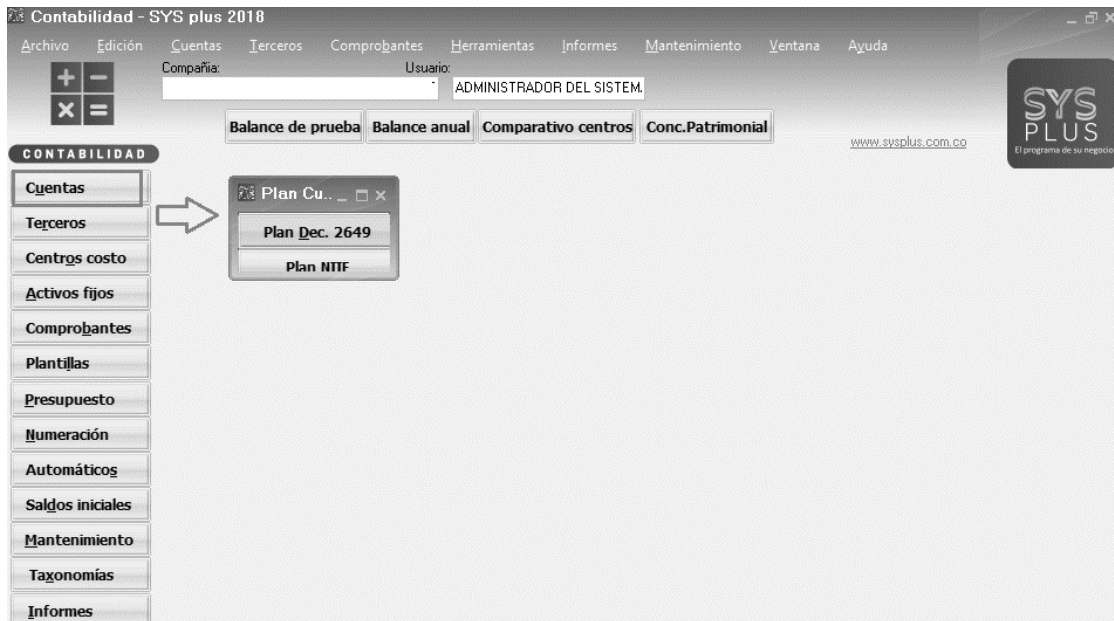 Contabilidad - SYS plus 2018
Archivo Edición Cuentas Terceros Comprobantes Herramientas Informes Mantenimiento Ventana Ayuda
Compañia: Usuario:
ADMINISTRADOR DEL SISTEM
Balance de prueba Balance anual Comparativo centros Conc.Patrimonial
www.sysplus.com.co
SYS
PLUS
El programa de su negocio
CONTABILIDAD
Cuentas
Terceros
Centros costo
Activos fijos
Comprobantes
Plantillas
Presupuesto
Numeración
Automáticos
Saldos iniciales
Mantenimiento
Taxonomías
Informes
Plan Cu..
Plan Dec. 2649
Plan NIIF